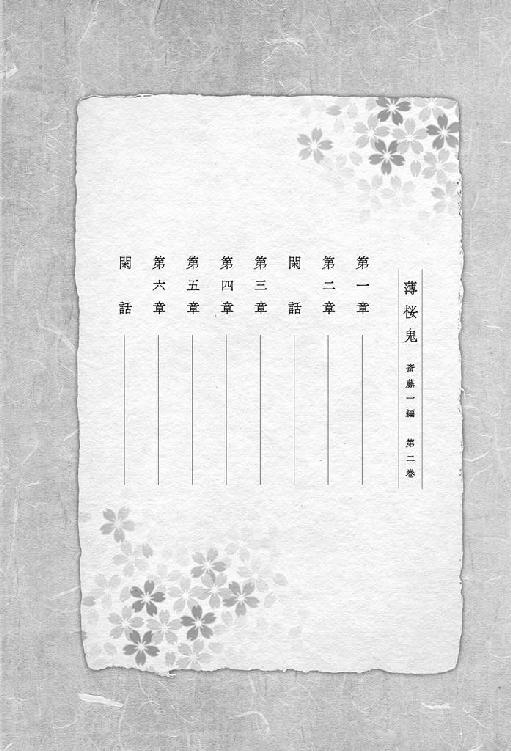 薄桜鬼 斎藤一編 第二巻
第一章
第二章
閑話
第三章
第四章
第五章
第六章
閑話